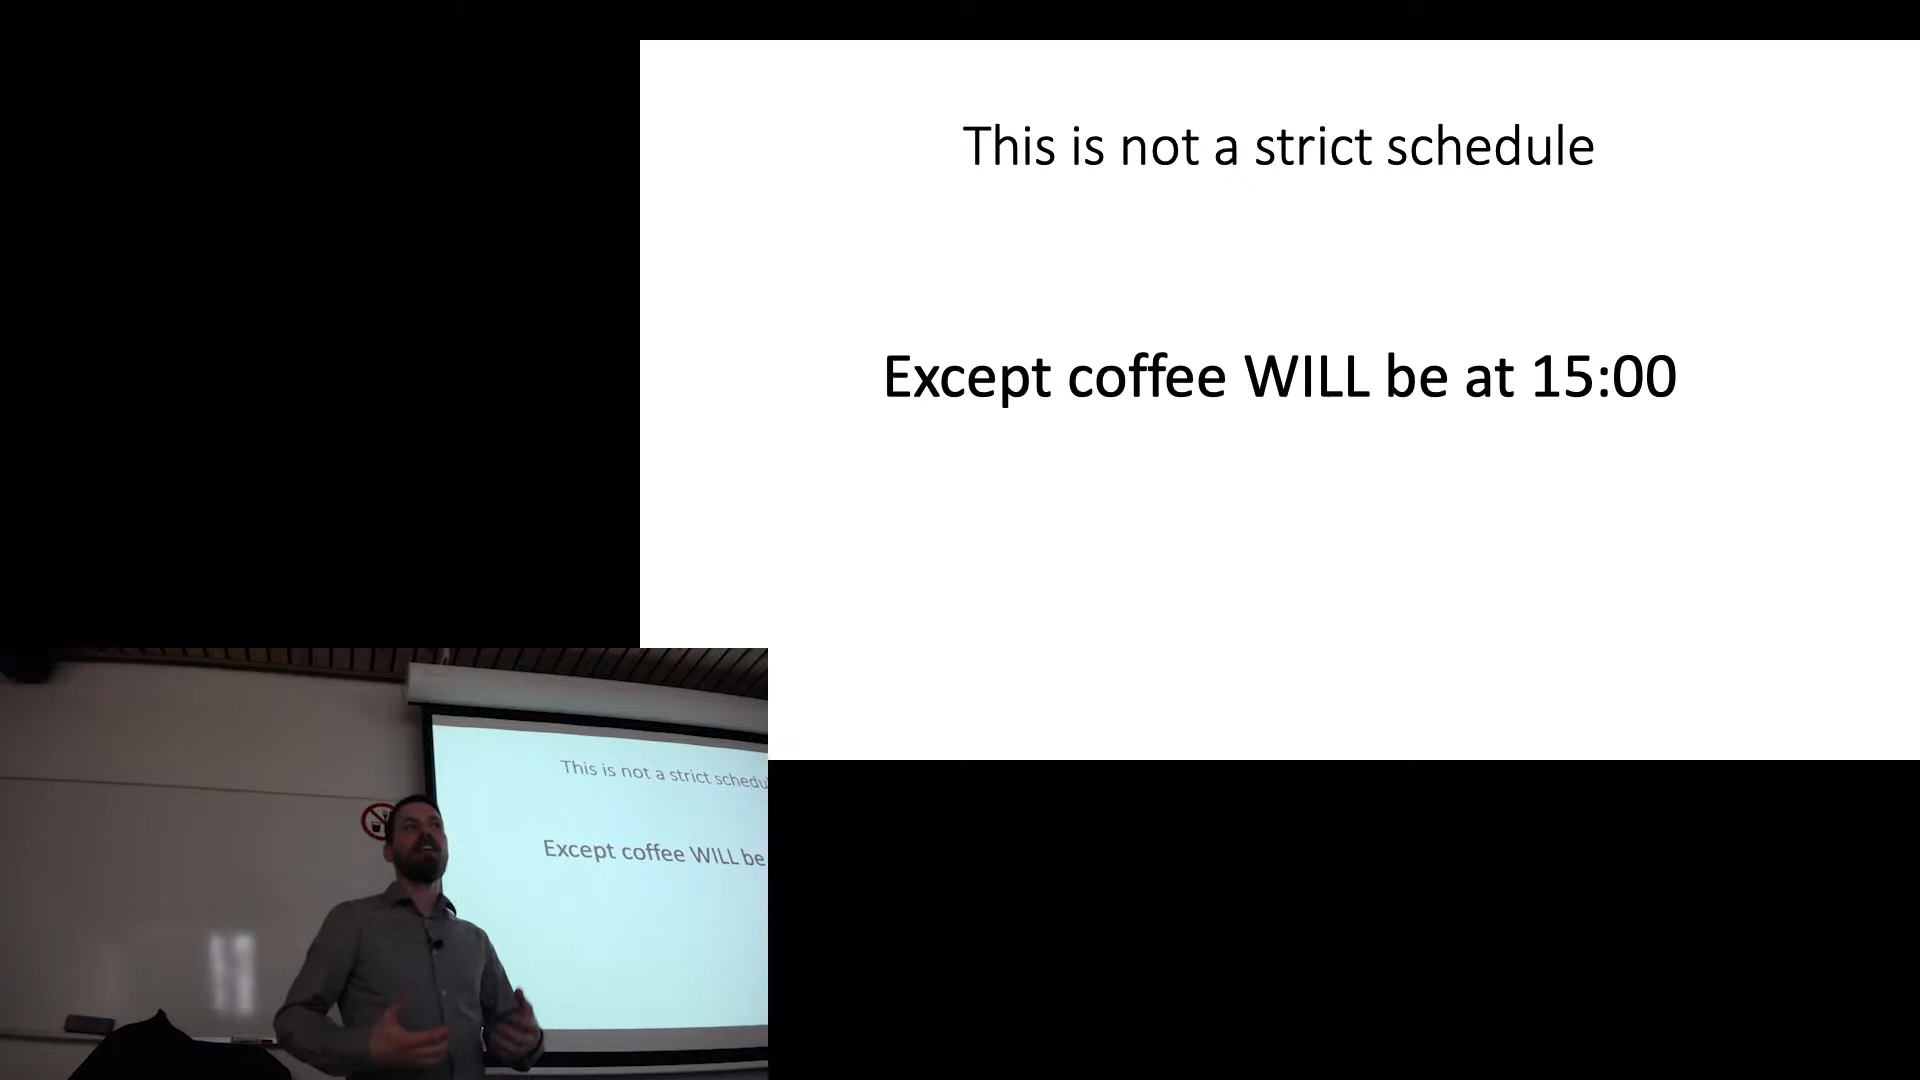 This is not a strict schedule
Except coffee WILL be at 15:00
This is not a strict schedu
Except coffee WILL be